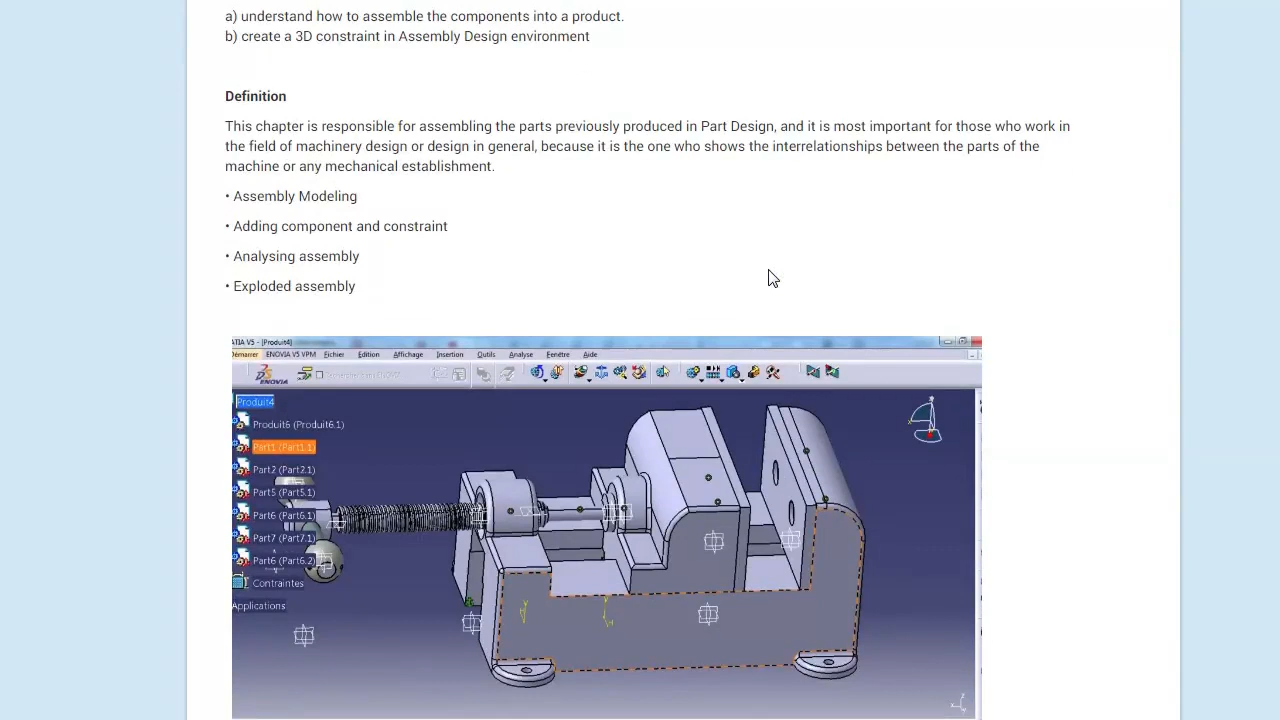 a) understand how to assemble the components into a product.
b) create a 3D constraint in Assembly Design environment
Definition
This chapter is responsible for assembling the parts previously produced in Part Design, and it is most important for those who work in
the field of machinery design or design in general, because it is the one who shows the interrelationships between the parts of the
machine or any mechanical establishment.
• Assembly Modeling
• Adding component and constraint
• Analysing assembly
• Exploded assembly
ATIA V5 - [Produit4]
Démarrer ENOVIA V5 VPM Fichier Edition Affichage Insertion Outils Analyse Fenêtre Aide
ENOVIA
Produit4
Produit6 (Produit6.1)
Part1 (Part1.1)
Part2 (Part2.1)
Part5 (Part5.1)
Part6 (Part6.1)
Part7 (Part7.1)
Part6 (Part6.2)
Contraintes
Applications